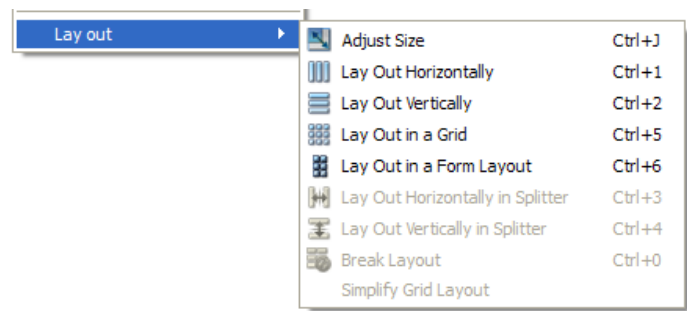 Lay out
Adjust Size Ctrl+J
Lay Out Horizontally Ctrl+1
Lay Out Vertically Ctrl+2
Lay Out in a Grid Ctrl+5
Lay Out in a Form Layout Ctrl+6
Lay Out Horizontally in Splitter Ctrl+3
Lay Out Vertically in Splitter Ctrl+4
Break Layout Ctrl+0
Simplify Grid Layout